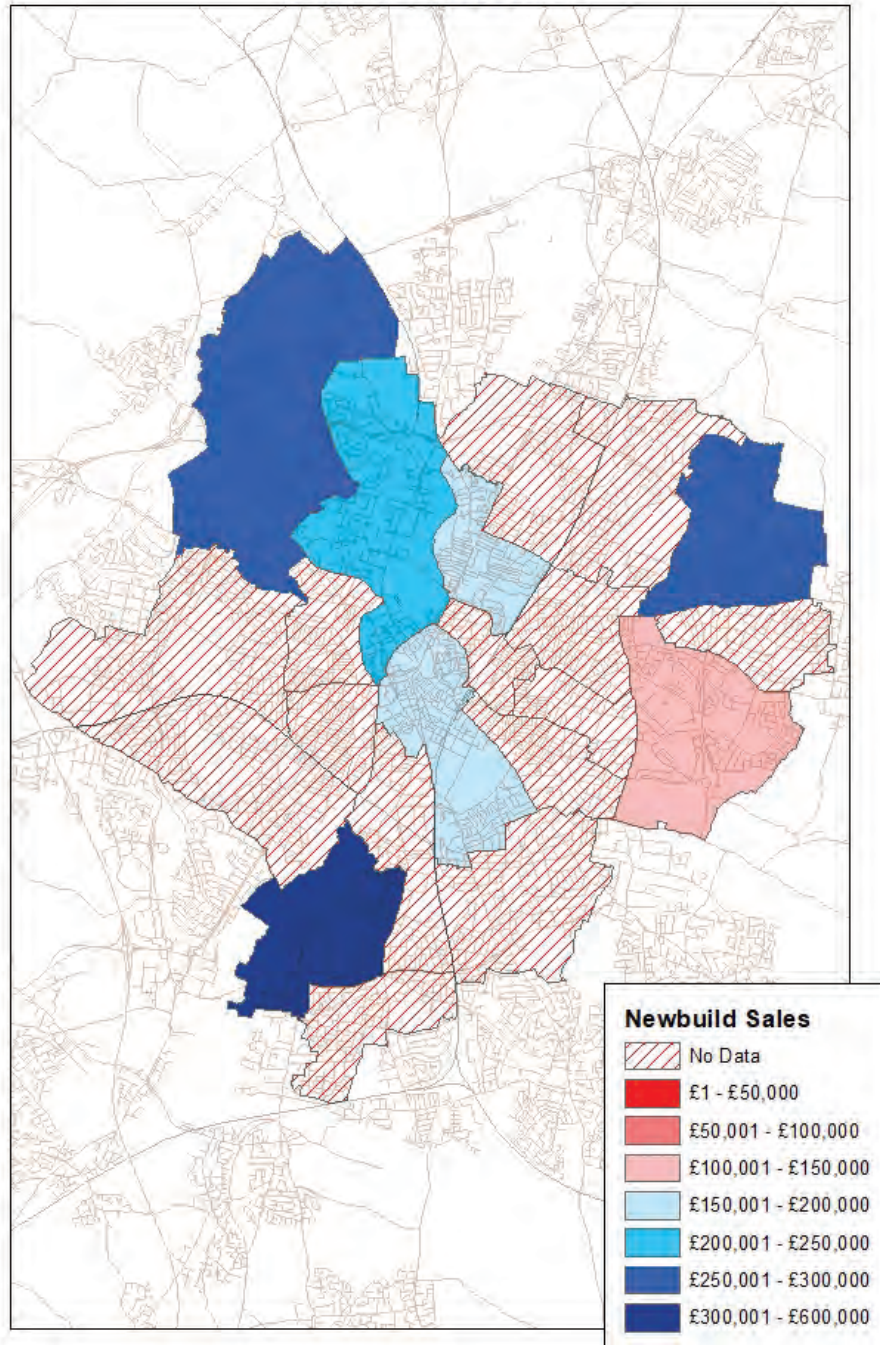 Newbuild Sales
No Data
£1 - £50,000
£50,001 - £100,000
£100,001 - £150,000
£150,001 - £200,000
£200,001 - £250,000
£250,001 - £300,000
£300,001 - £600,000